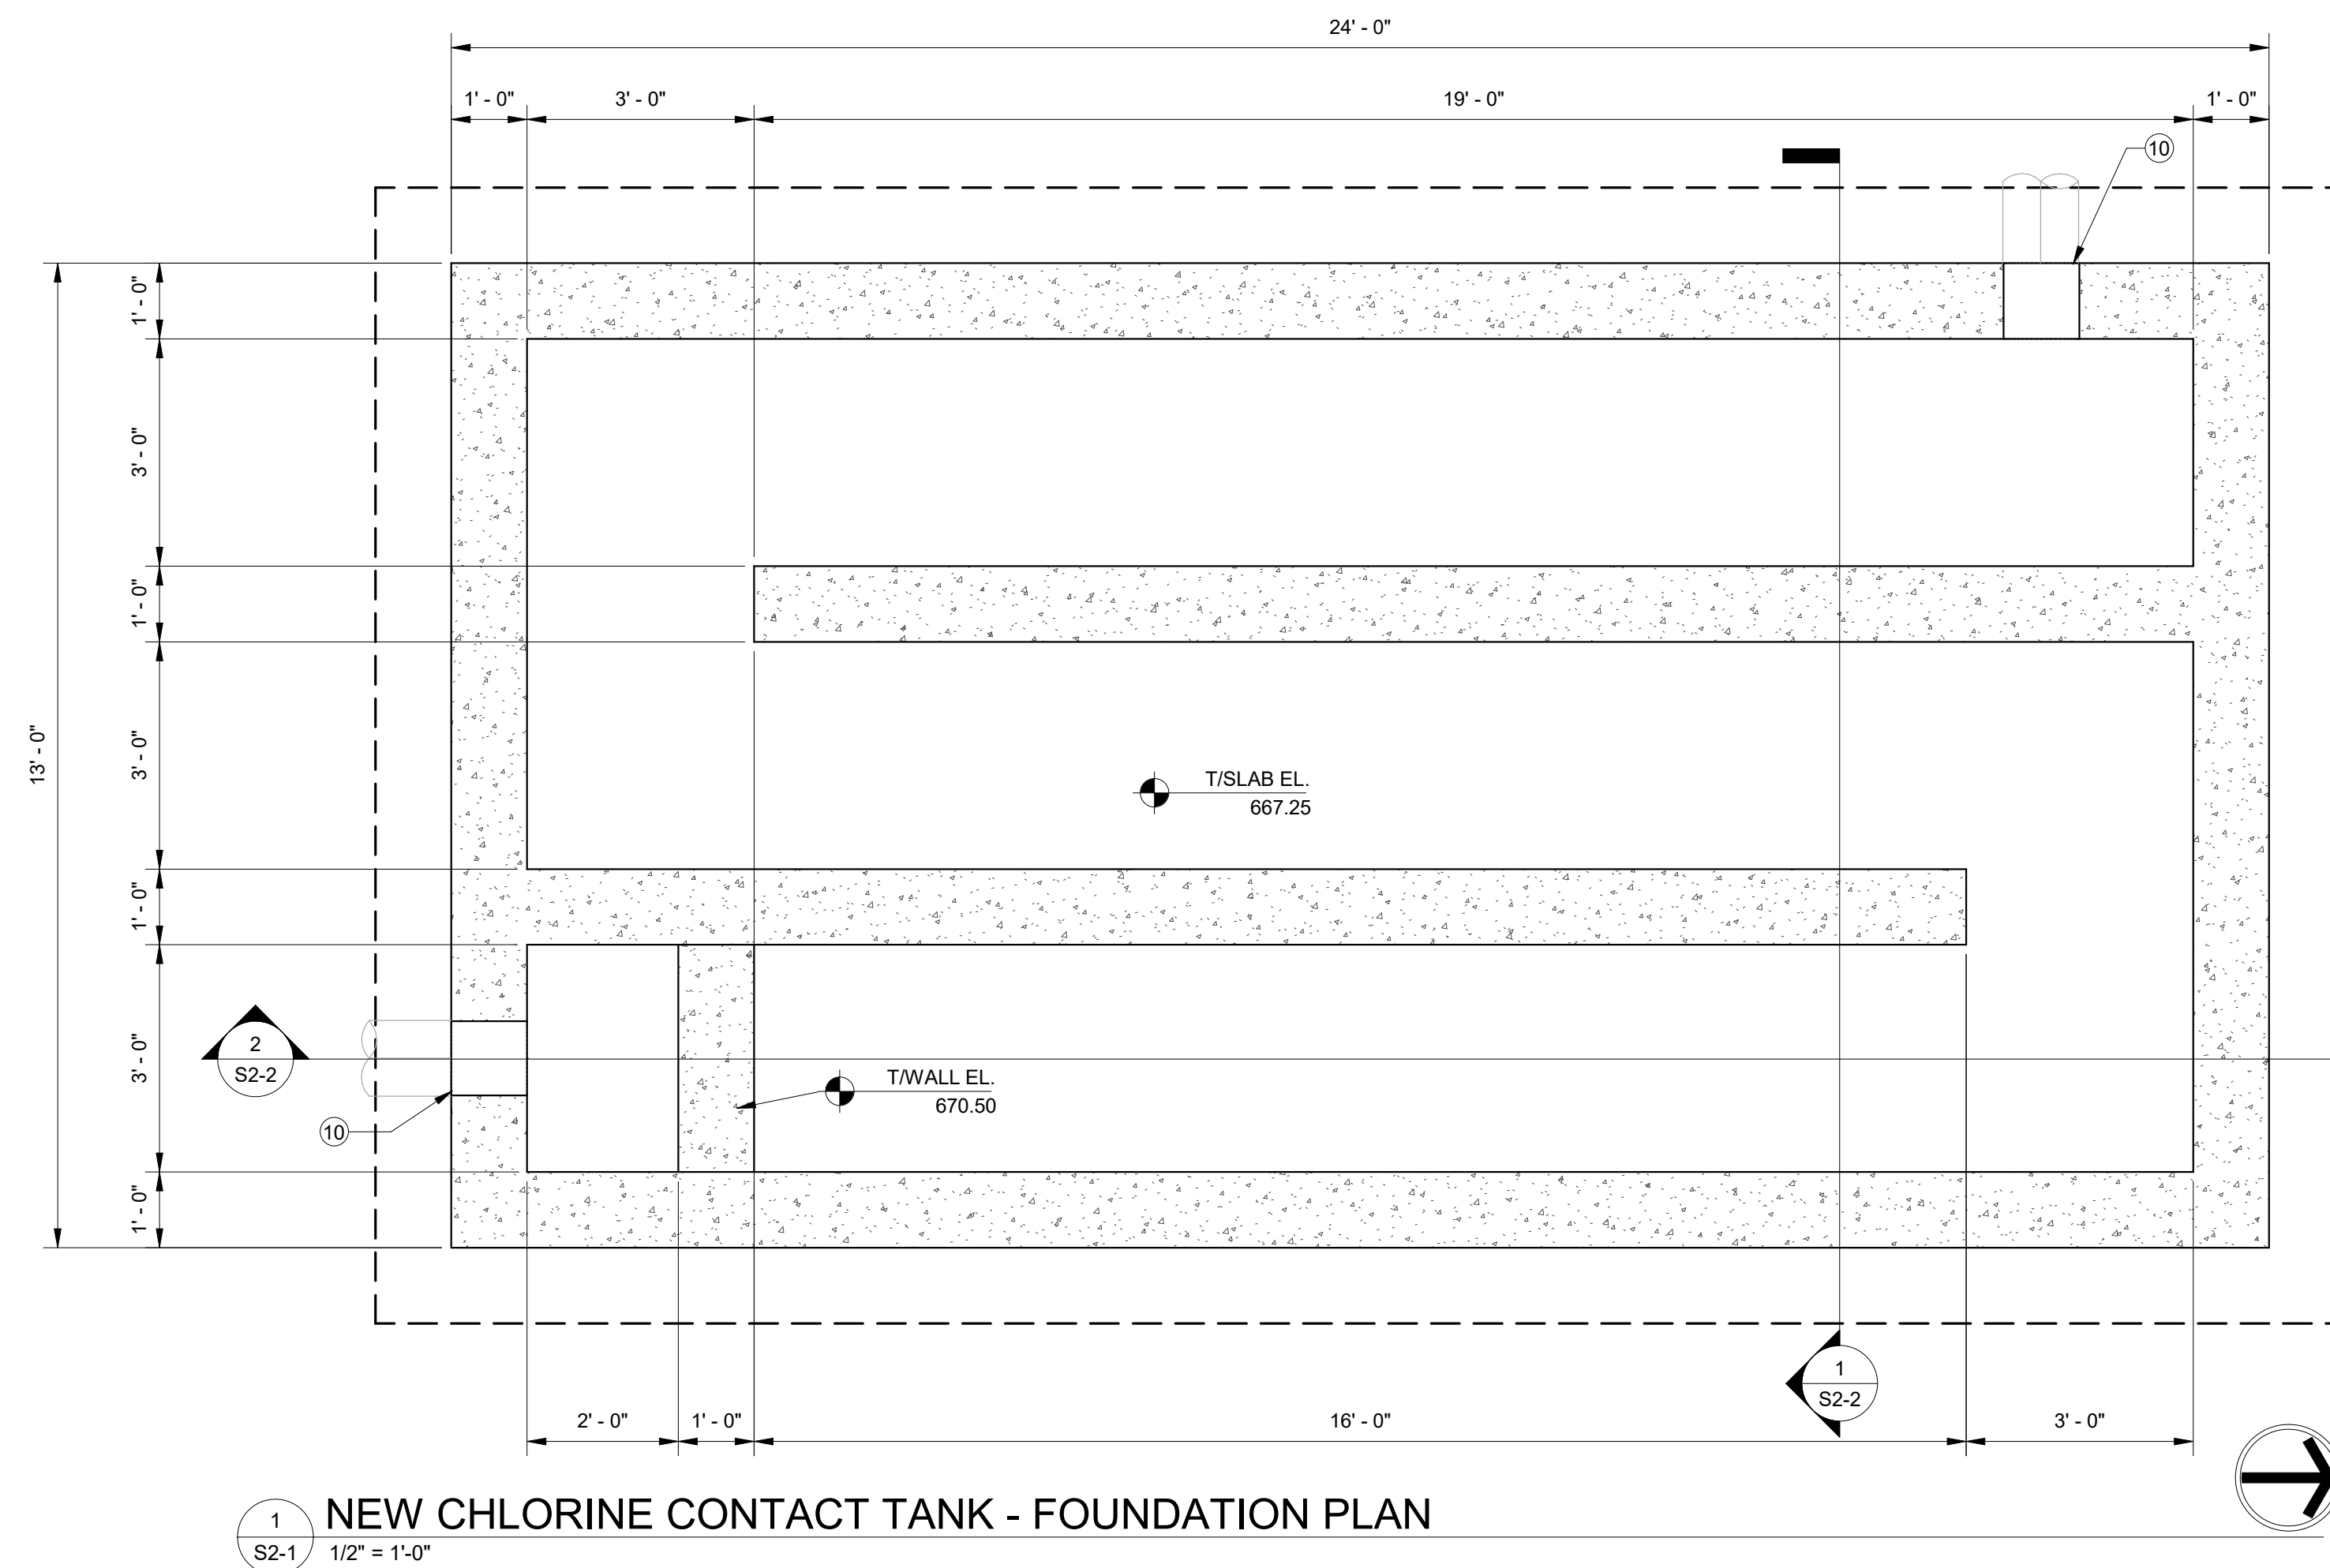 24' - 0"
1' - 0"
3' - 0"
19' - 0"
1' - 0"
10
13' - 0"
1' - 0"
3' - 0"
1' - 0"
3' - 0"
1' - 0"
3' - 0"
1' - 0"
T/SLAB EL.
667.25
2
S2-2
T/WALL EL.
670.50
10
1
S2-2
2' - 0"
1' - 0"
16' - 0"
3' - 0"
1
S2-1
NEW CHLORINE CONTACT TANK - FOUNDATION PLAN
1/2" = 1'-0"